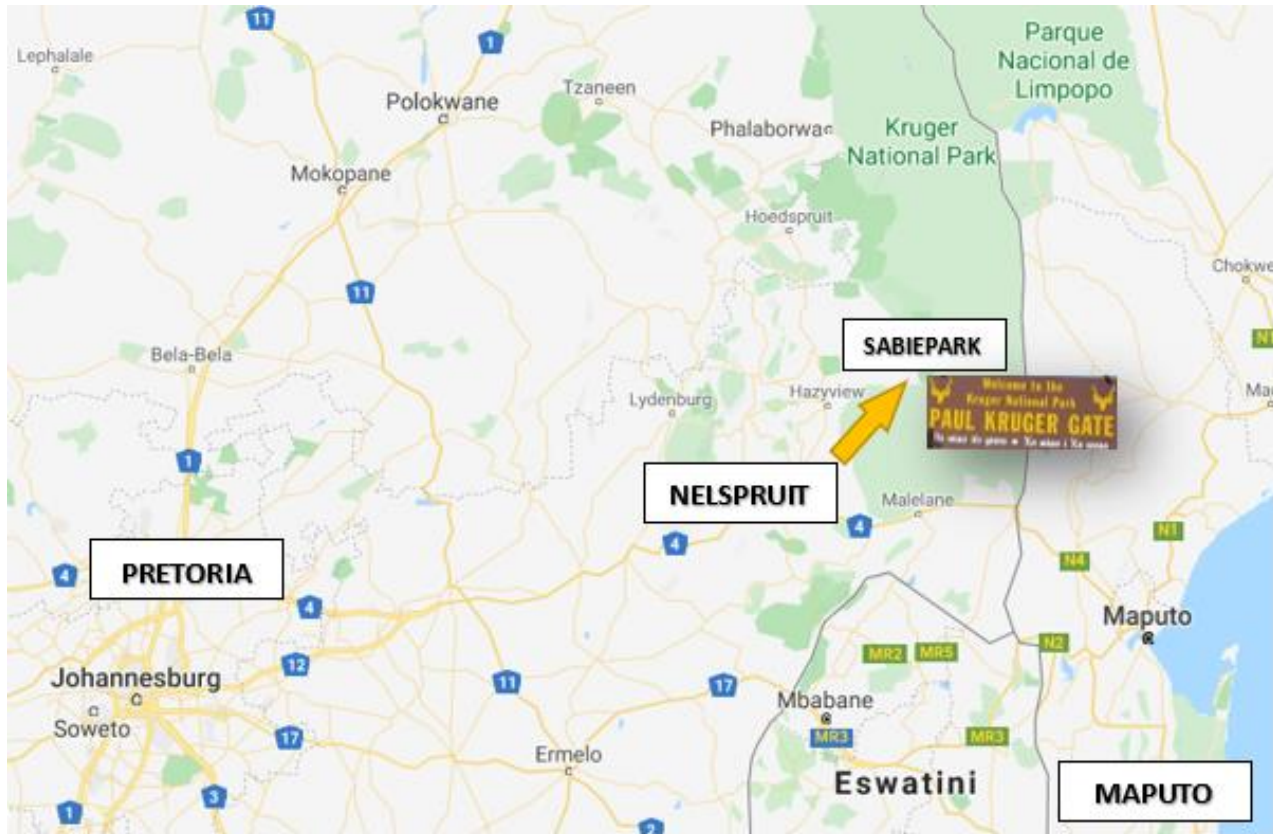 11
1
Lephalale
Parque
Nacional de
Limpopo
Tzaneen
Polokwane
Phalaborwa
Kruger
National Park
Mokopane
Hoedspruit
Chokwe
11
N1
SABIEPARK
Bela-Bela
Lydenburg
Hazyview
Welcome to the
Kruger National Park
PAUL KRUGER GATE
1
NELSPRUIT
Malelane
4
4
N1
N4
4
PRETORIA
4
Maputo
N2
MR2
MR5
12
Johannesburg
Soweto
11
17
Mbabane
MR3
MR3
17
Ermelo
Eswatini
MAPUTO
1
3
2